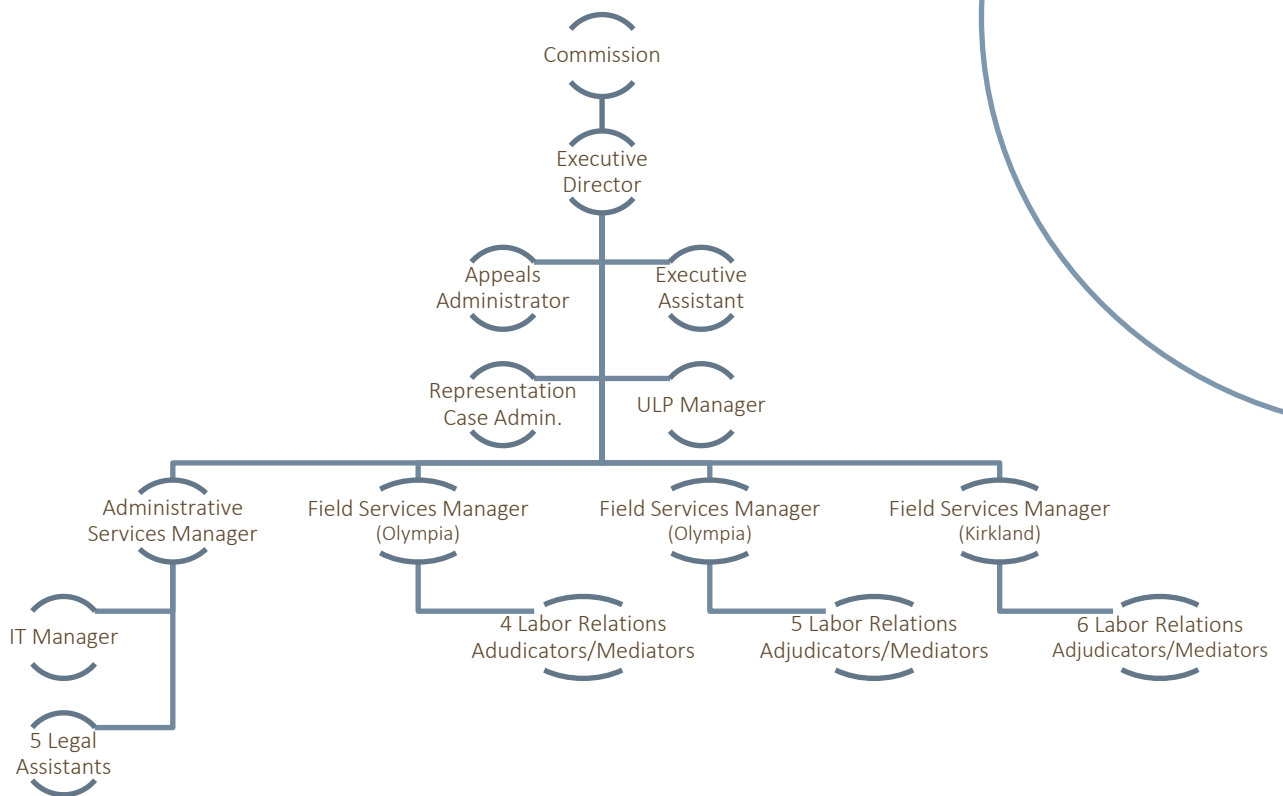 Commission
Executive
Director
Appeals
Administrator
Executive
Assistant
Representation
Case Admin.
ULP Manager
Administrative
Services Manager
Field Services Manager
(Olympia)
Field Services Manager
(Olympia)
Field Services Manager
(Kirkland)
IT Manager
5 Legal
Assistants
4 Labor Relations
Adudicators/Mediators
5 Labor Relations
Adjudicators/Mediators
6 Labor Relations
Adjudicators/Mediators